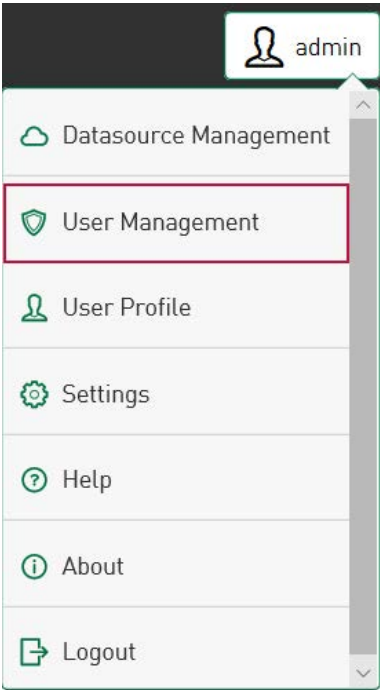 admin
Datasource Management
User Management
User Profile
Settings
Help
About
Logout